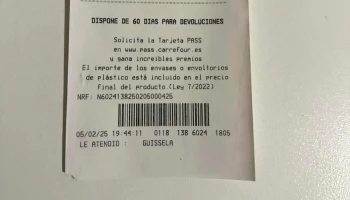 DISPONE DE 60 DIAS PARA DEVOLUCIONES
Solicita la Tarjeta PASS
en www.pass.carrefour.es
y gana increibles premios
El importe de los envases o envoltorios
de plástico está incluido en el precio
Final del producto.(Ley 7/2022)
NRF: N6024138250205000425
05/02/25 19:44:11 0118 138 6024 1805
LE ATENDIO : GUISSELA